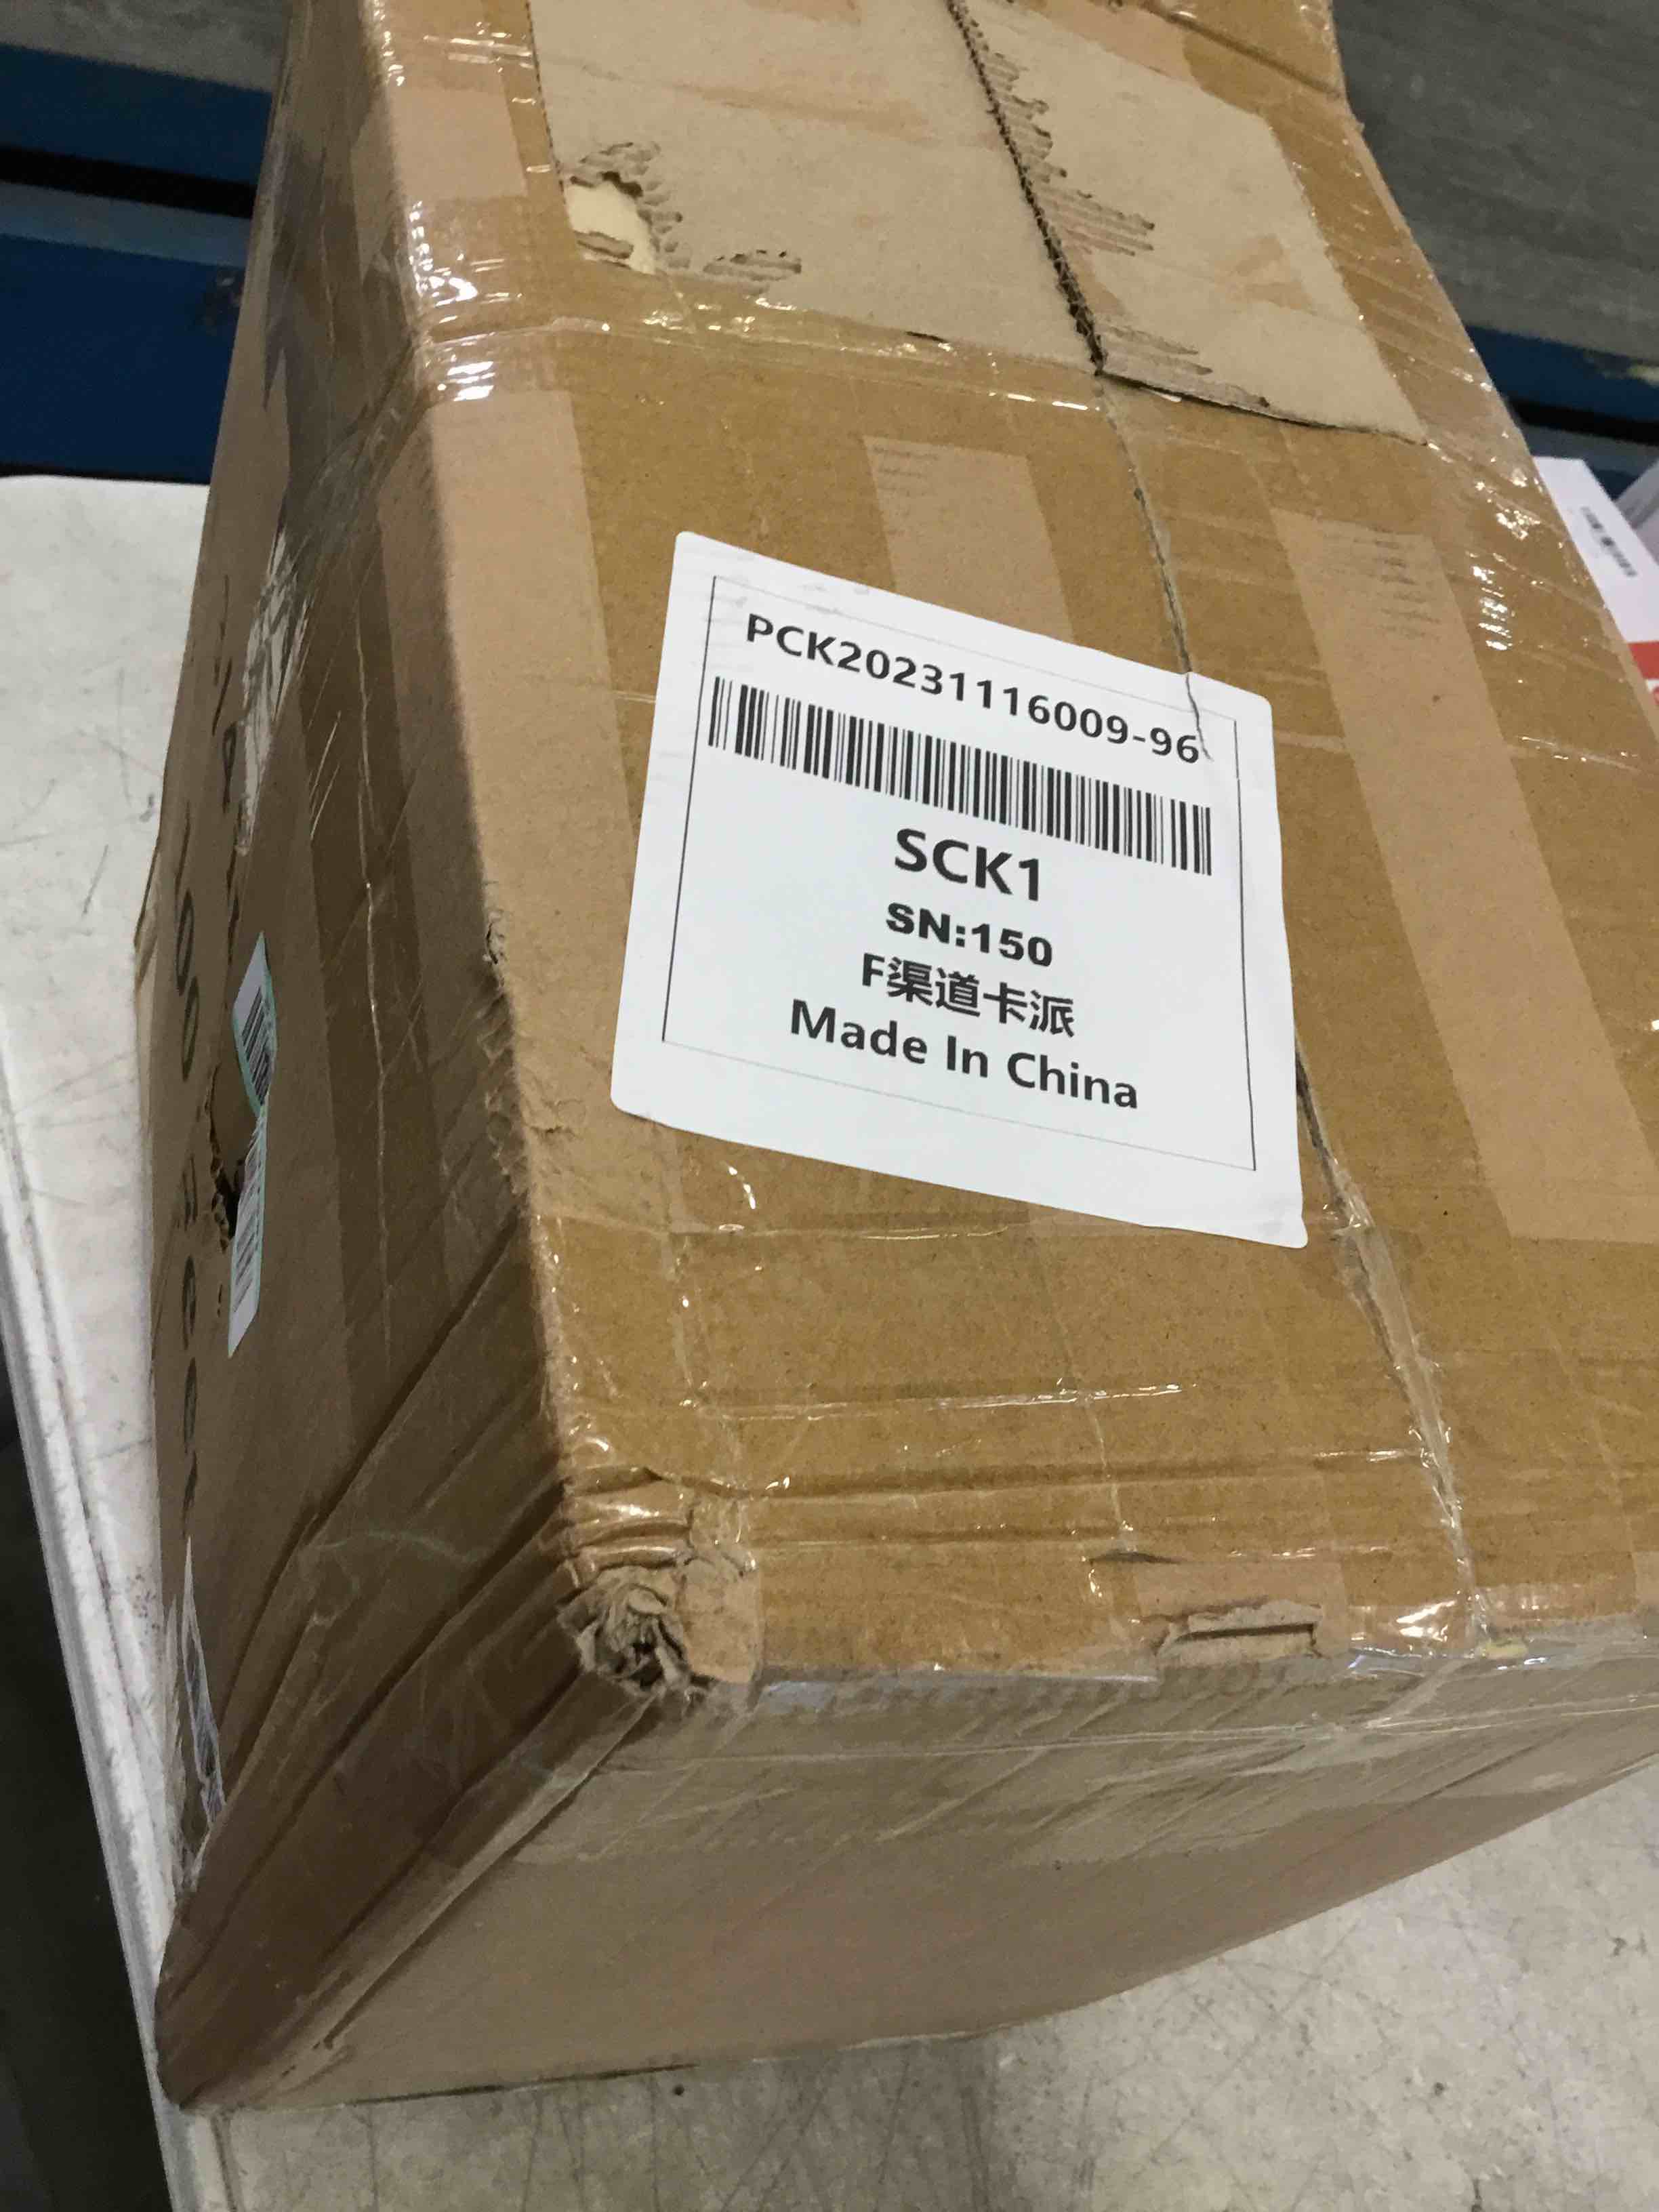 PCK20231116009-96
SCK1
SN:150
F渠道卡派
Made In China